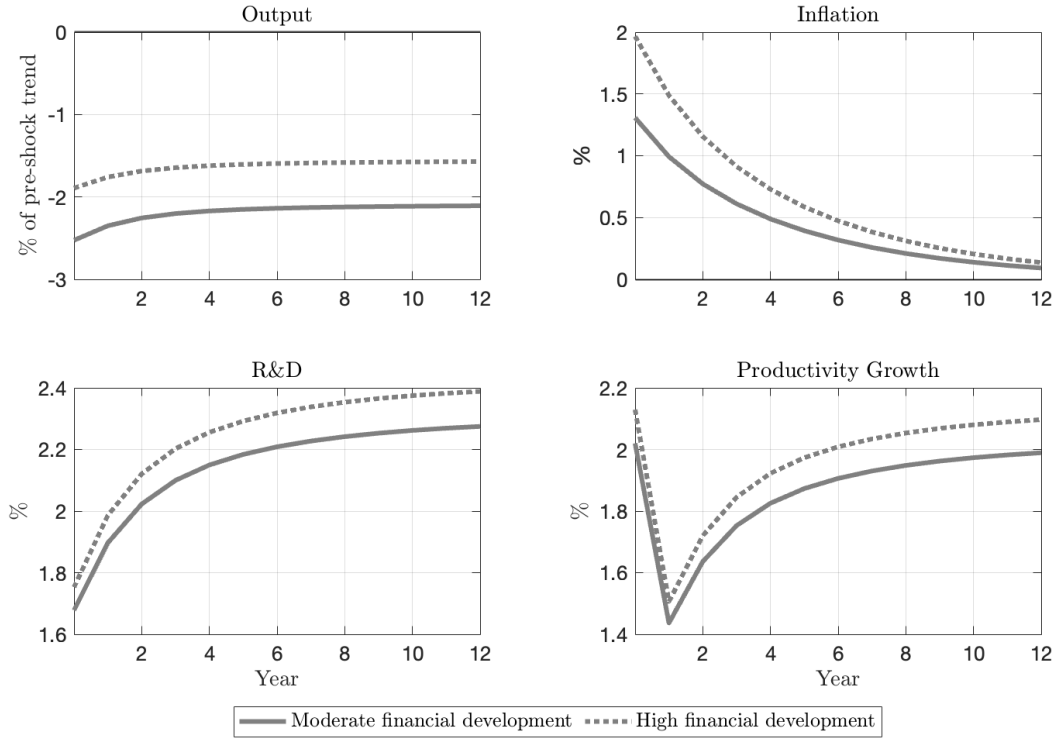 Output
% of pre-shock trend
0
-1
-2
-3
2 4 6 8 10 12
Inflation
%
2
1.5
1
0.5
0
2 4 6 8 10 12
R&D
%
2.4
2.2
2
1.8
1.6
2 4 6 8 10 12
Year
Productivity Growth
%
2.2
2
1.8
1.6
1.4
2 4 6 8 10 12
Year
Moderate financial development High financial development